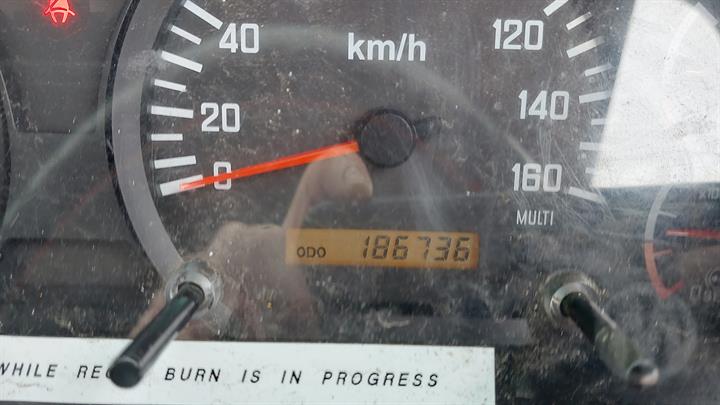 40
km/h
120
20
140
0
160
MULTI
ODO 186736
WHILE BURN IS IN PROGRESS